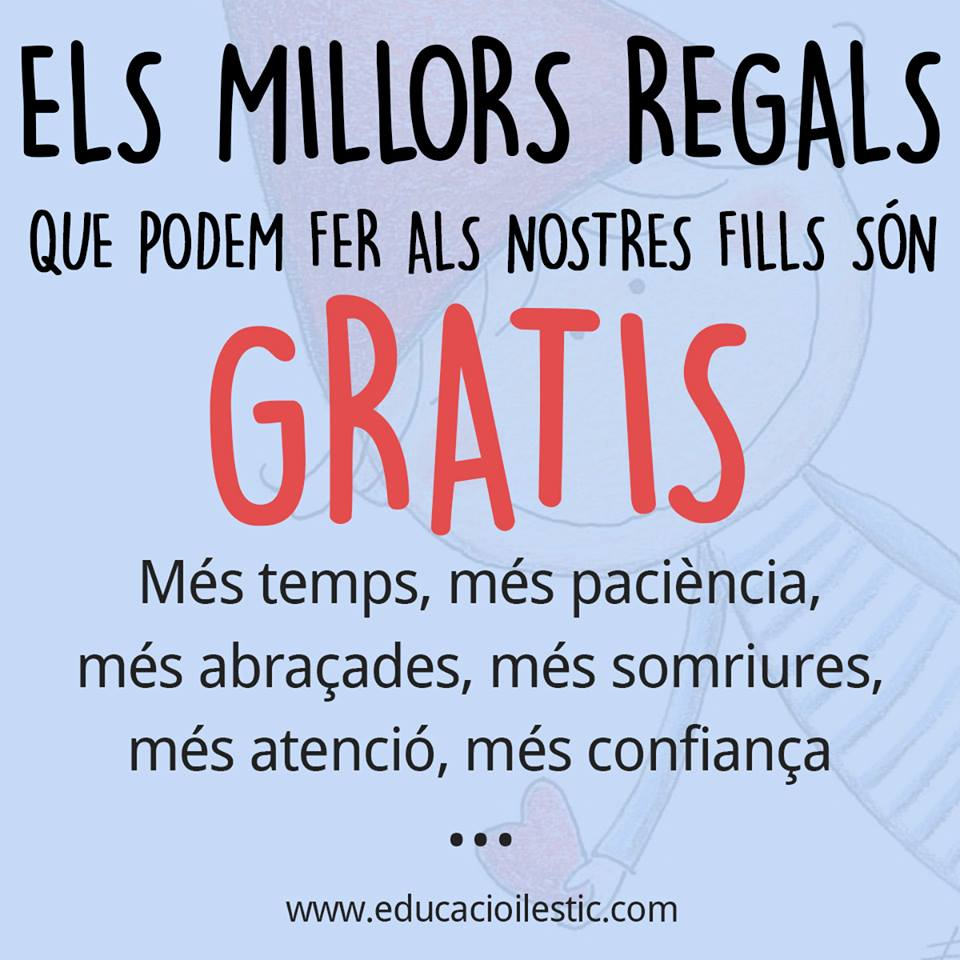 ELS MILLORS REGALS
QUE PODEM FER ALS NOSTRES FILLS SÓN
GRATIS
Més temps, més paciència,
més abraçades, més somriures,
més atenció, més confiança
...
www.educacioilestic.com